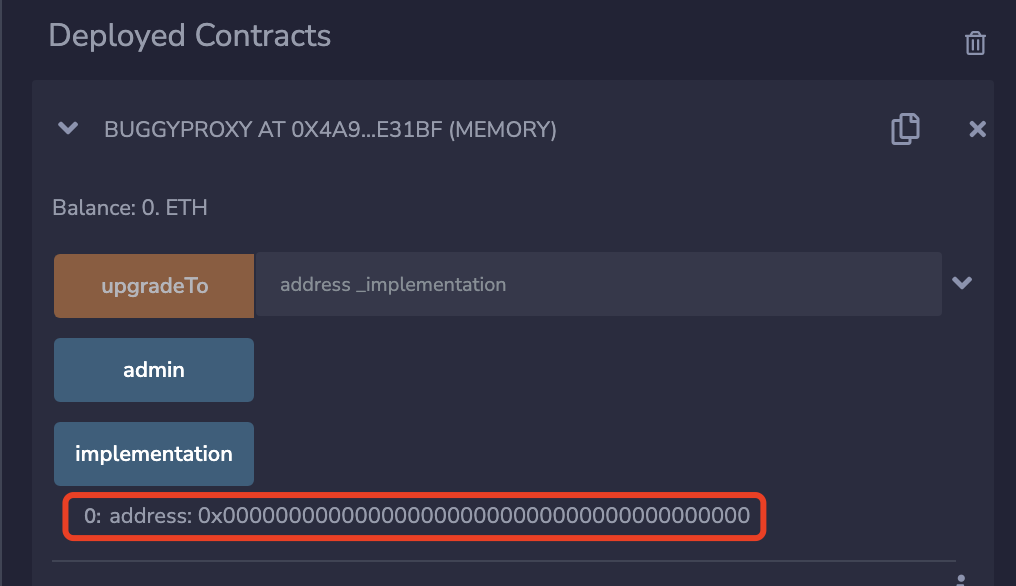 Deployed Contracts
BUGGYPROXY AT 0X4A9...E31BF (MEMORY)
Balance: 0. ETH
upgradeTo
address _implementation
admin
implementation
0: address: 0x0000000000000000000000000000000000000000